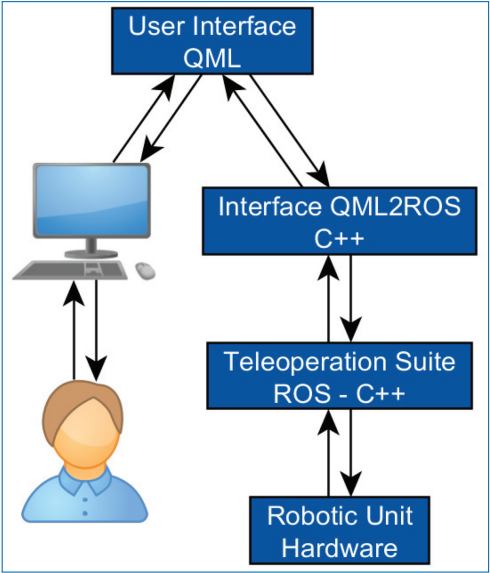 User Interface
QML
Interface QML2ROS
C++
Teleoperation Suite
ROS - C++
Robotic Unit
Hardware